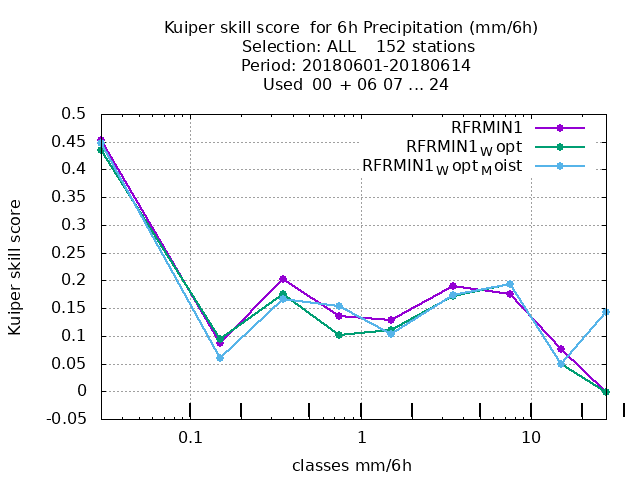 Kuiper skill score  for 6h Precipitation (mm/6h)
Selection: ALL    152 stations
Period: 20180601-20180614
Used  00 + 06 07 ... 24
RFRMIN1
RFRMIN1Wopt
RFRMIN1WoptMoist
Kuiper skill score
0.5
0.45
0.4
0.35
0.3
0.25
0.2
0.15
0.1
0.05
0
-0.05
0.1
1
10
classes mm/6h